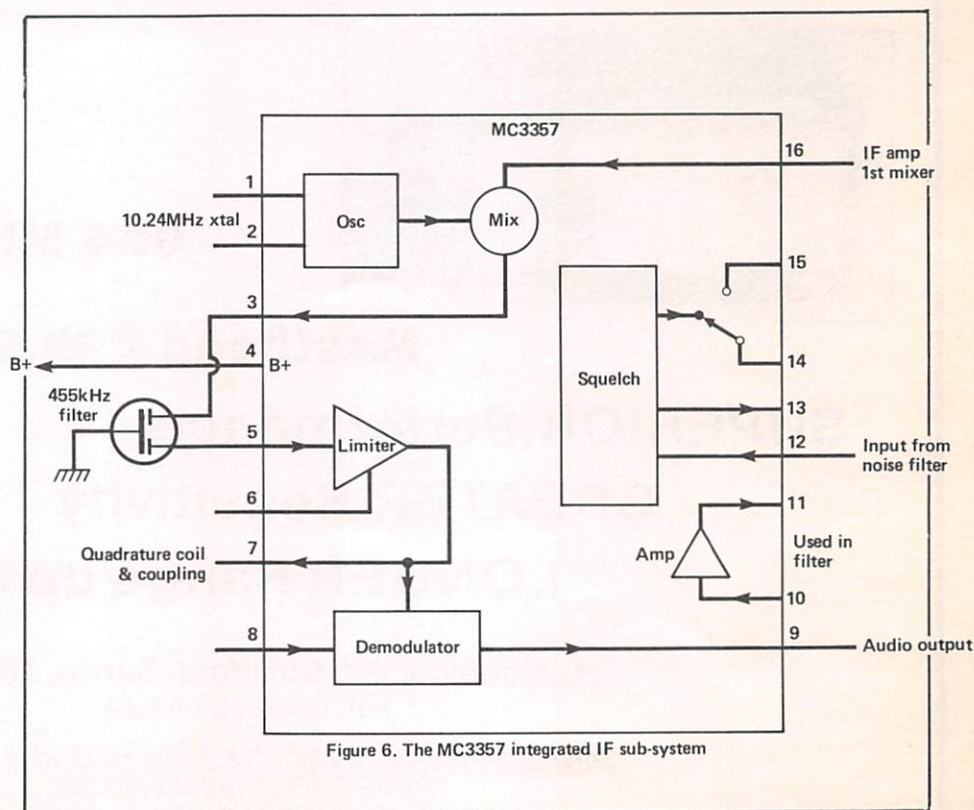 MC3357
16
IF amp
1st mixer
1
10.24MHz xtal
2
Osc
Mix
15
3
B+
4
B+
14
455kHz
filter
Squelch
13
5
Limiter
12
Input from
noise filter
6
11
Quadrature coil
& coupling
7
Amp
Used in
filter
10
8
Demodulator
9
Audio output
Figure 6. The MC3357 integrated IF sub-system